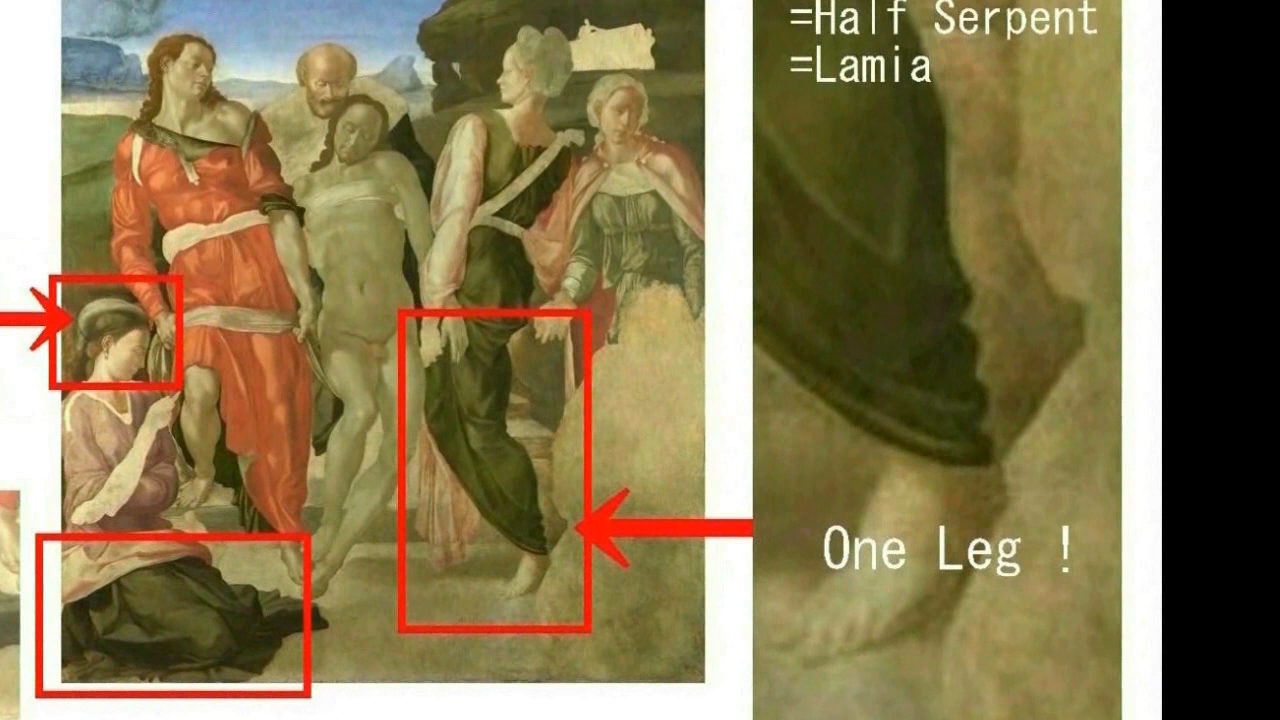 =Half Serpent
=Lamia
One Leg !